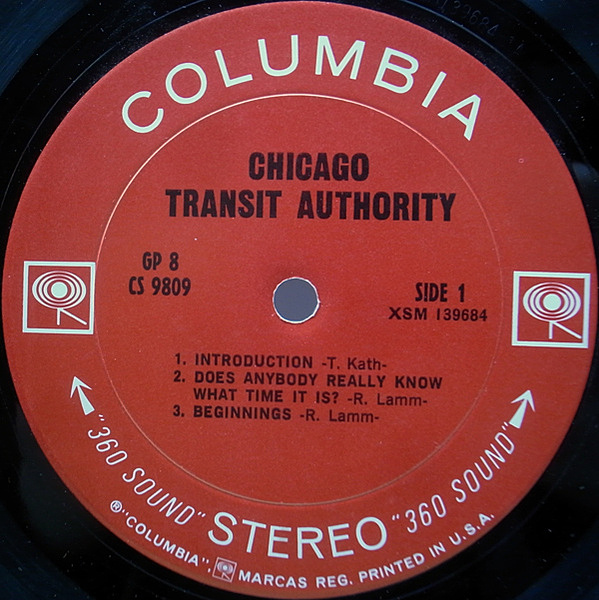 COLUMBIA
CHICAGO
TRANSIT AUTHORITY
GP 8
CS 9809
SIDE 1
XSM 139684
1. INTRODUCTION -T. Kath-
2. DOES ANYBODY REALLY KNOW
WHAT TIME IT IS? -R. Lamm-
3. BEGINNINGS -R. Lamm-
"360 SOUND" STEREO "360 SOUND"
®"COLUMBIA", MARCAS REG. PRINTED IN U.S.A.